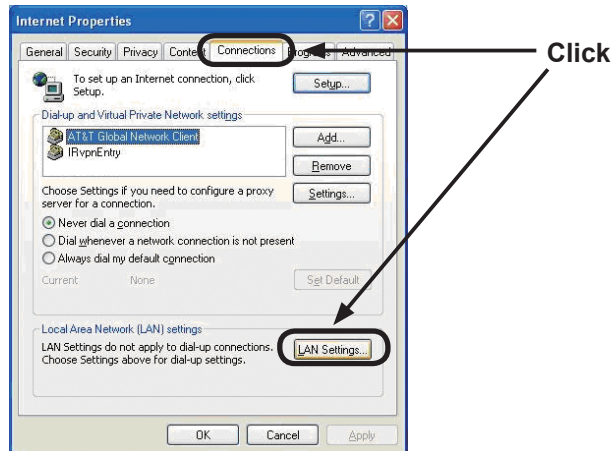 Internet Properties
General Security Privacy Content Connections Programs Advanced
Click
To set up an Internet connection, click
Setup.
Setup...
Dial-up and Virtual Private Network settings
AT&T Global Network Client
IRvpnEntry
Add...
Remove
Choose Settings if you need to configure a proxy
server for a connection.
Settings...
Never dial a connection
Dial whenever a network connection is not present
Always dial my default connection
Current None
Set Default
Local Area Network (LAN) settings
LAN Settings do not apply to dial-up connections.
Choose Settings above for dial-up settings.
LAN Settings...
OK Cancel Apply